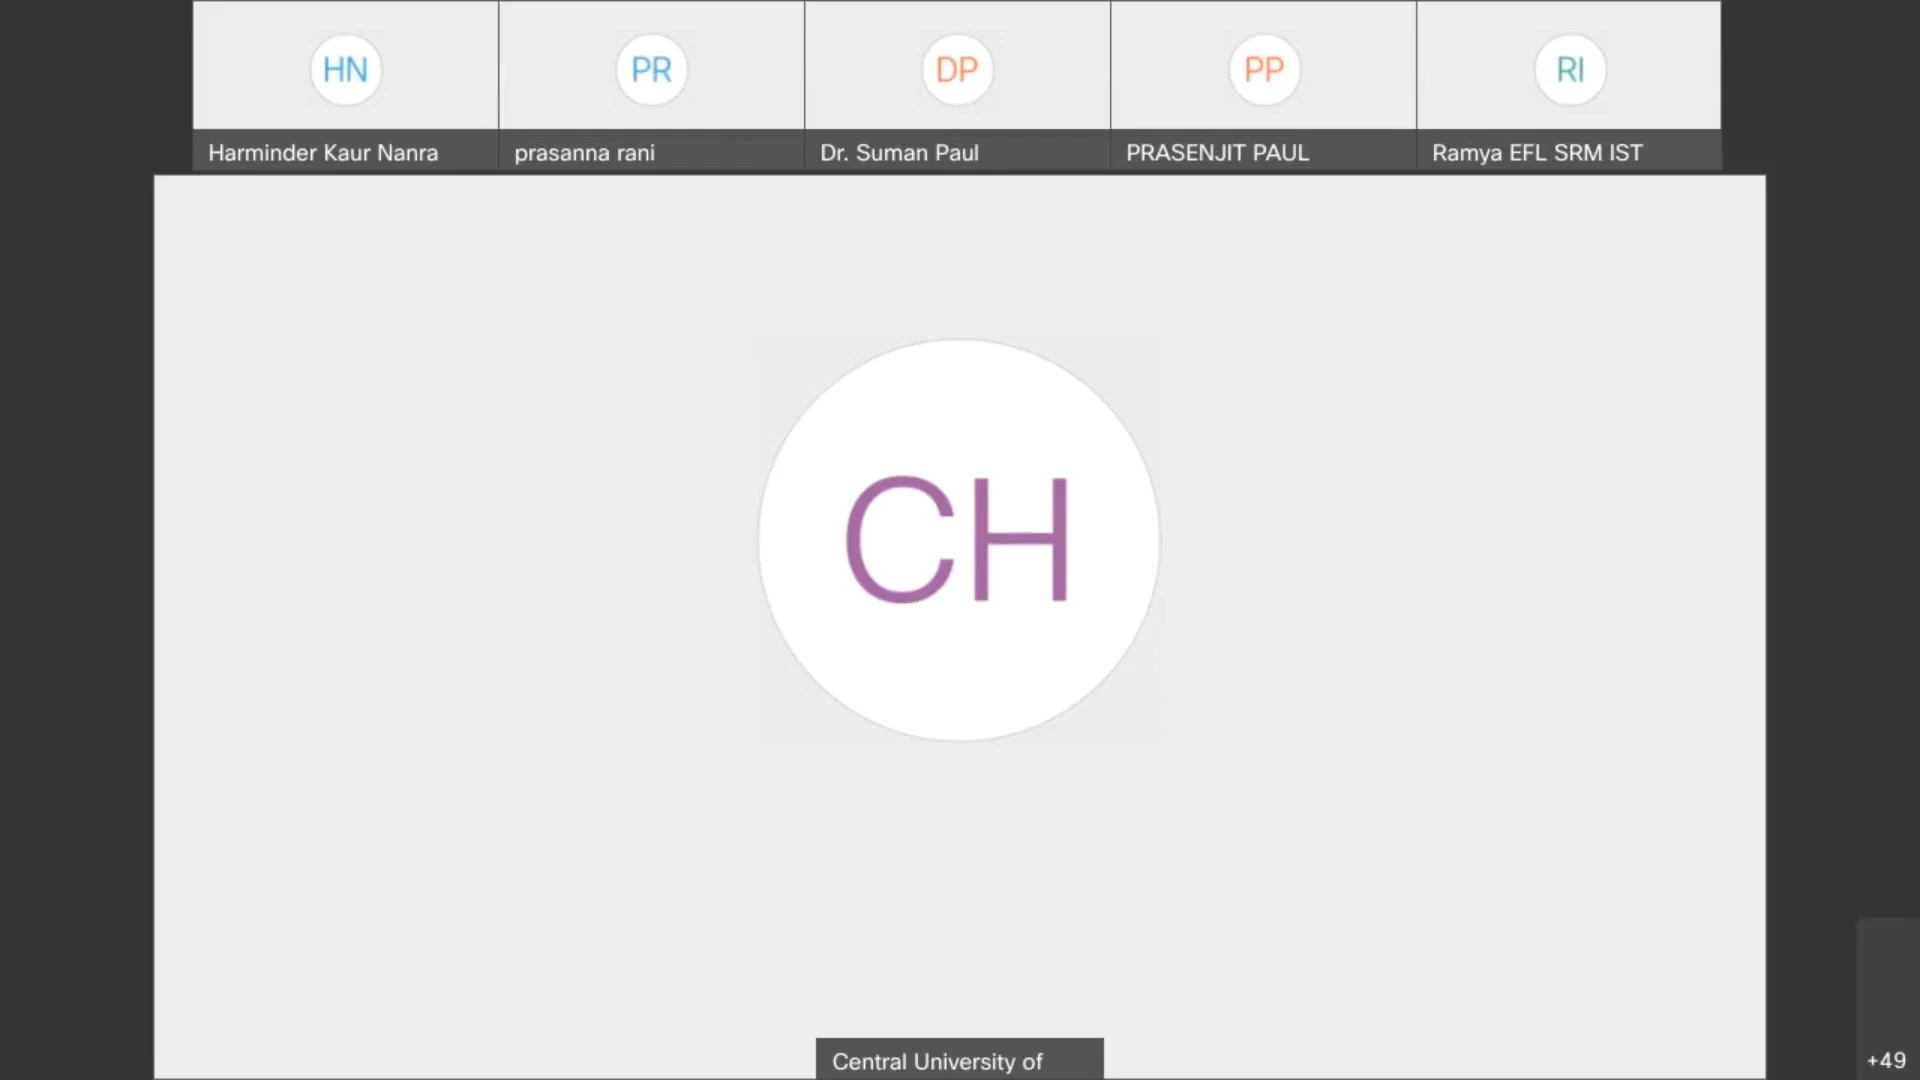 HN
PR
DP
PP
RI
Harminder Kaur Nanra
prasanna rani
Dr. Suman Paul
PRASENJIT PAUL
Ramya EFL SRM IST
CH
Central University of
+49